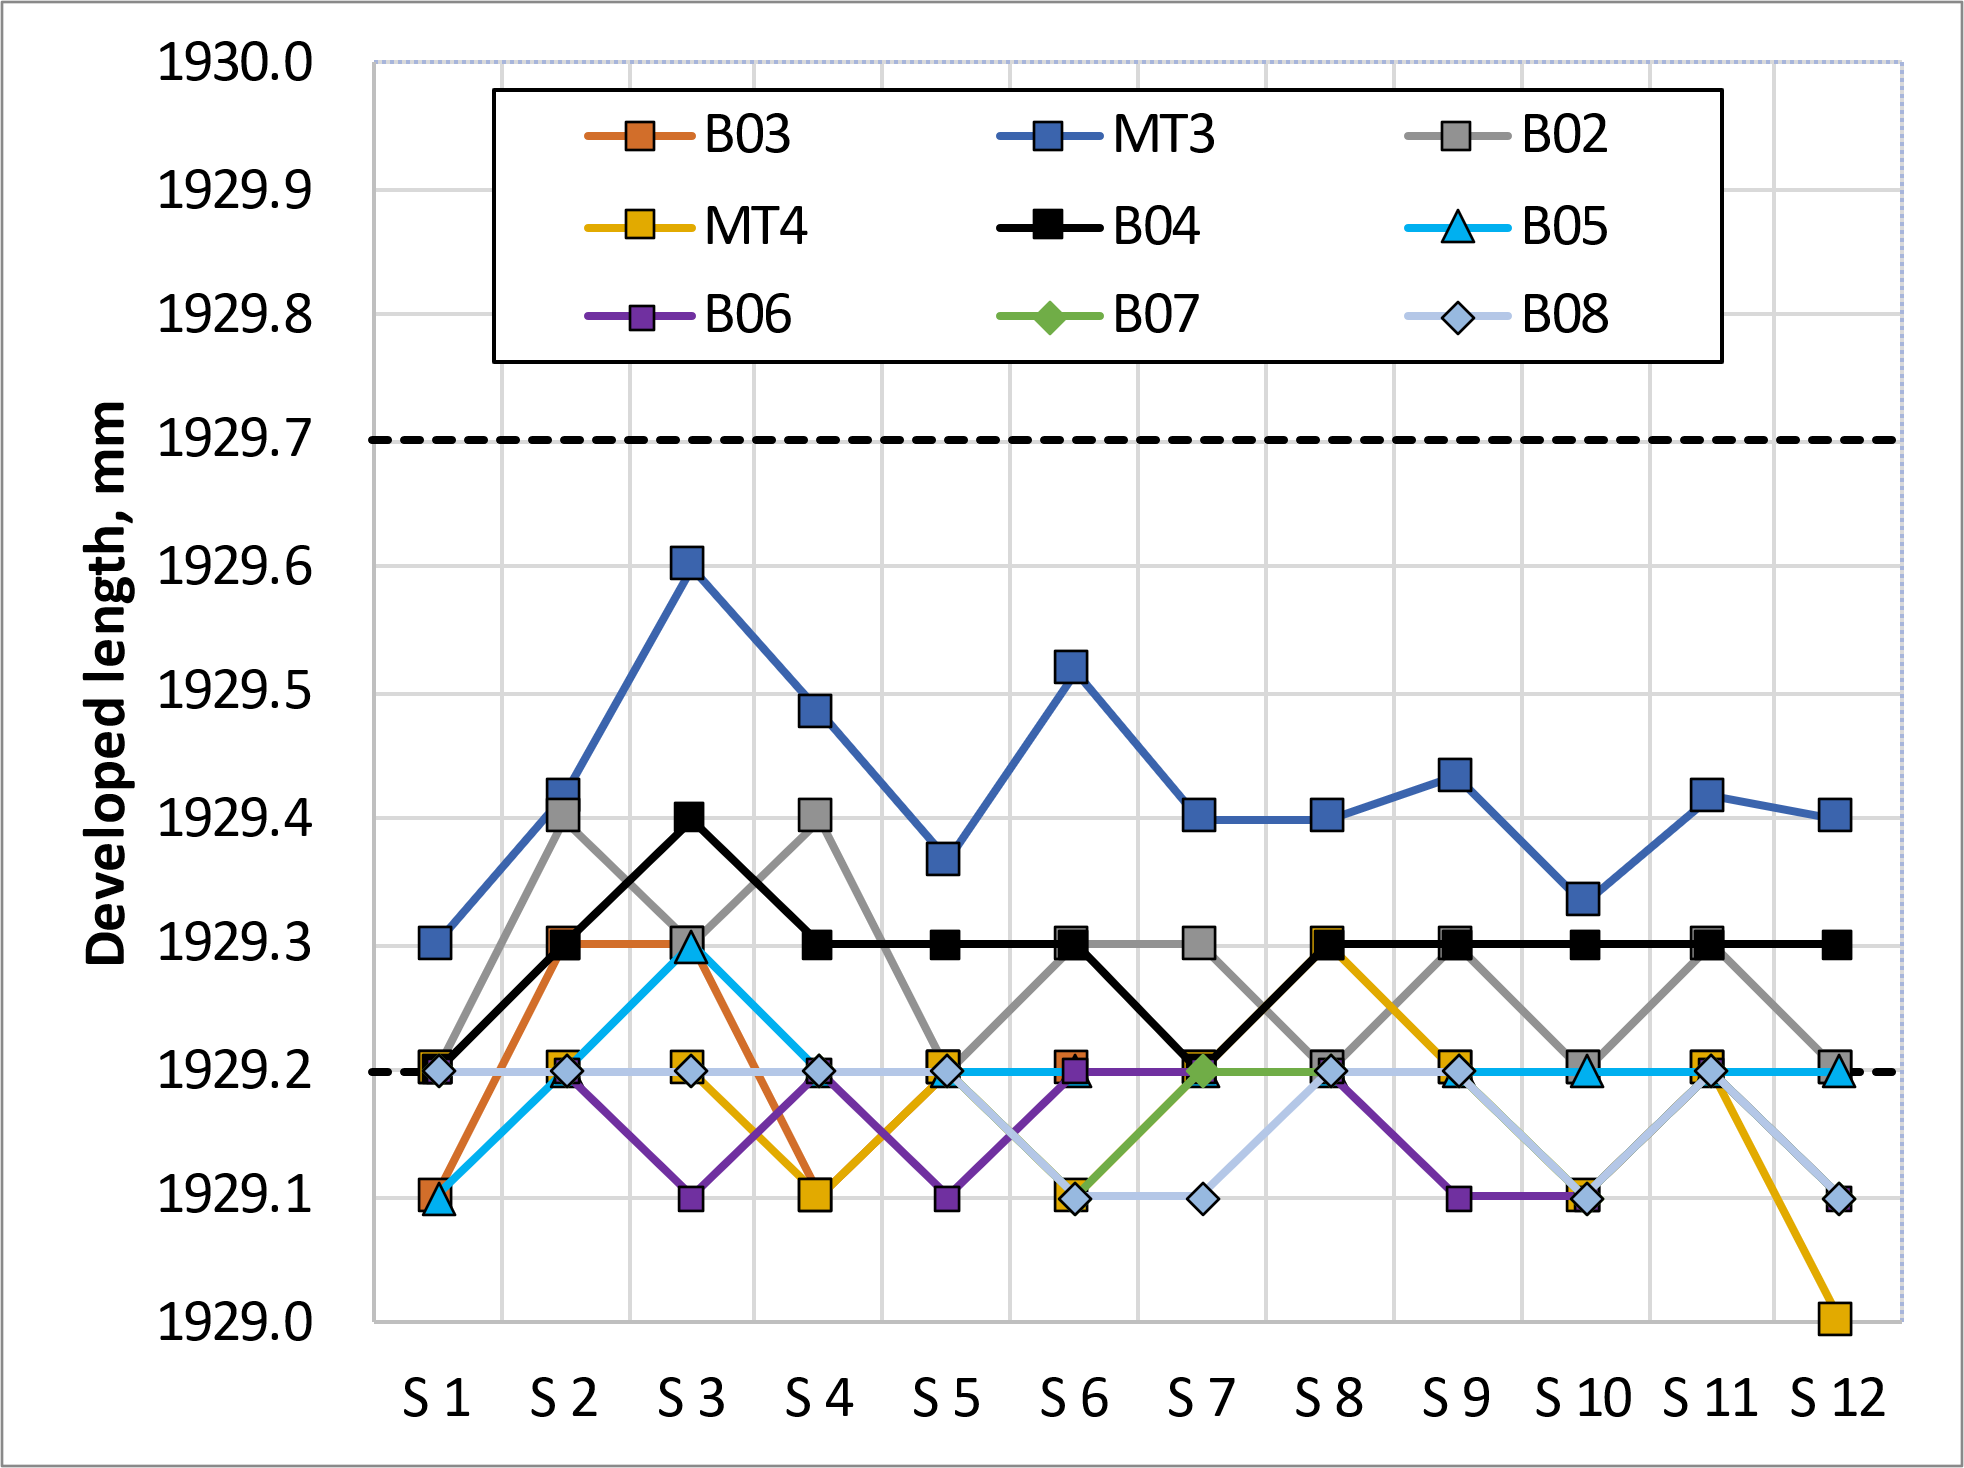 1930.0
1929.9
1929.8
1929.7
1929.6
1929.5
1929.4
1929.3
1929.2
1929.1
1929.0
Developed length, mm
B03 MT3 B02
MT4 B04 B05
B06 B07 B08
S 1 S 2 S 3 S 4 S 5 S 6 S 7 S 8 S 9 S 10 S 11 S 12